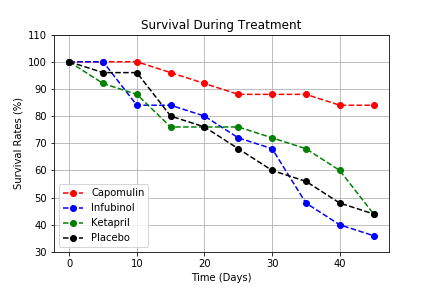 Survival During Treatment
110
100
90
80
70
60
50
40
30
Survival Rates (%)
Capomulin
Infubinol
Ketapril
Placebo
0
10
20
30
40
Time (Days)